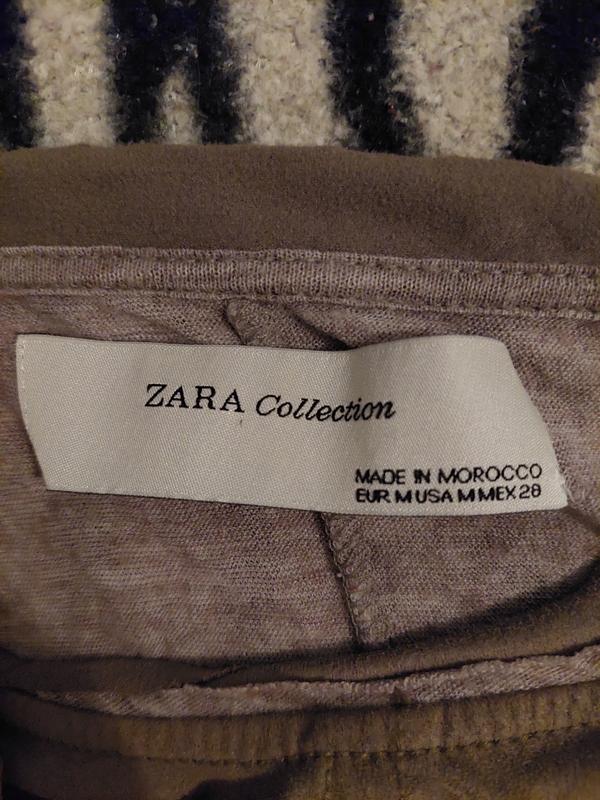 ZARA Collection
MADE IN MOROCCO
EUR M USA M MEX 28